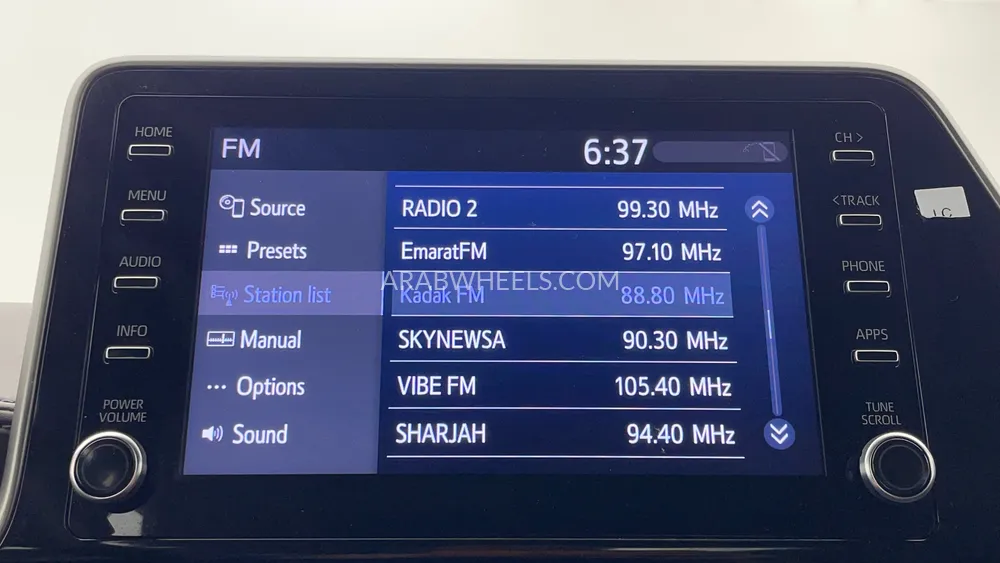 HOME
MENU
AUDIO
INFO
POWER
VOLUME
FM
6:37
Source
Presets
Station list
Manual
Options
Sound
RADIO 2 99.30 MHz
EmaratFM 97.10 MHz
Kadak FM 88.80 MHz
SKYNEWSA 90.30 MHz
VIBE FM 105.40 MHz
SHARJAH 94.40 MHz
CH >
< TRACK
PHONE
APPS
TUNE
SCROLL
ARABWHEELS.COM